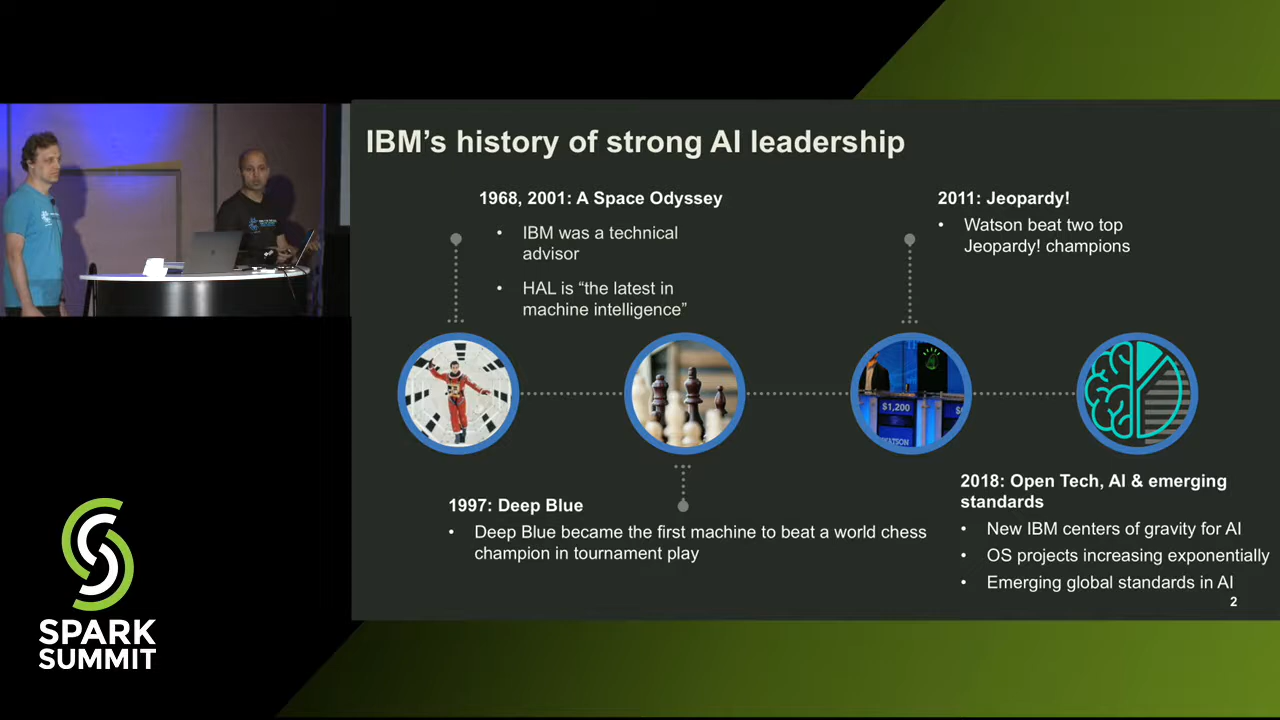 IBM’s history of strong AI leadership
1968, 2001: A Space Odyssey
• IBM was a technical
advisor
• HAL is “the latest in
machine intelligence”
2011: Jeopardy!
• Watson beat two top
Jeopardy! champions
$1,200
WATSON
1997: Deep Blue
• Deep Blue became the first machine to beat a world chess
champion in tournament play
2018: Open Tech, AI & emerging
standards
• New IBM centers of gravity for AI
• OS projects increasing exponentially
• Emerging global standards in AI
2
SPARK
SUMMIT